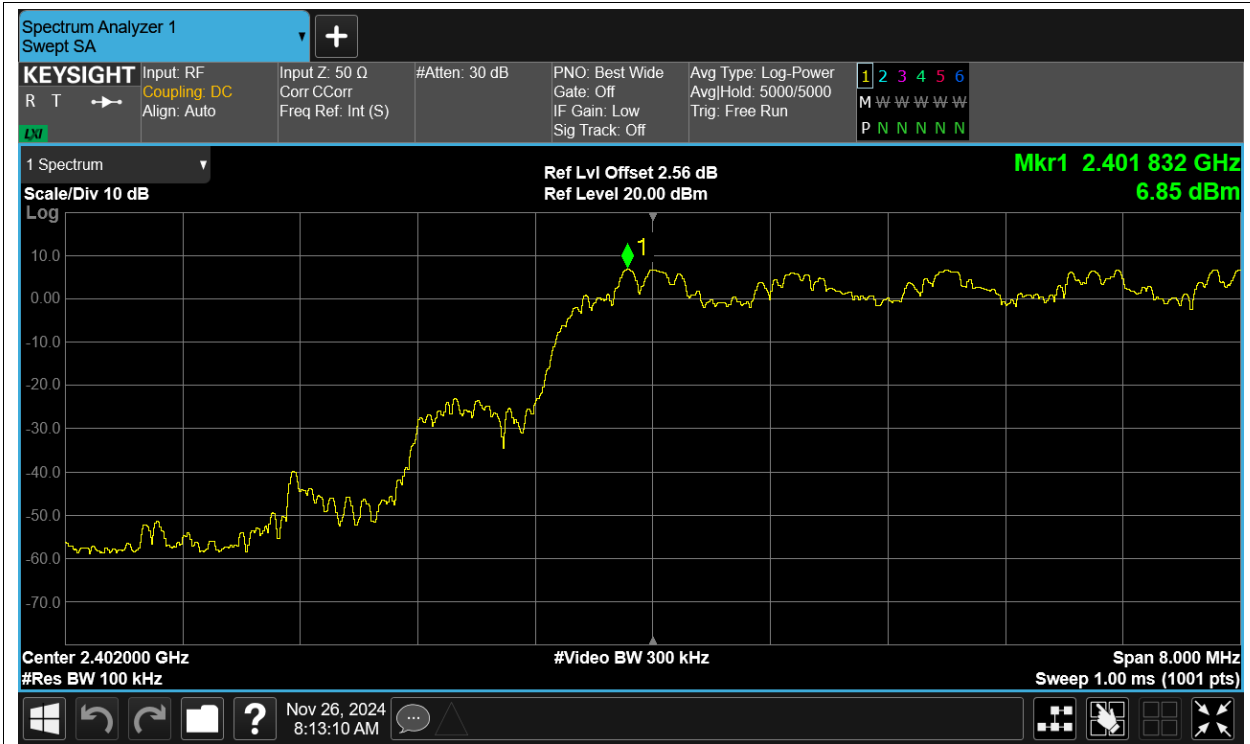 Spectrum Analyzer 1
Swept SA
KEYSIGHT
R T
LXI
Input: RF
Coupling: DC
Align: Auto
Input Z: 50 Ω
Corr CCorr
Freq Ref: Int (S)
#Atten: 30 dB
PNO: Best Wide
Gate: Off
IF Gain: Low
Sig Track: Off
Avg Type: Log-Power
Avg|Hold: 5000/5000
Trig: Free Run
1 2 3 4 5 6
M W W W W W
P N N N N N
1 Spectrum
Scale/Div 10 dB
Log
Ref Lvl Offset 2.56 dB
Ref Level 20.00 dBm
Mkr1 2.401 832 GHz
6.85 dBm
1
10.0
0.00
-10.0
-20.0
-30.0
-40.0
-50.0
-60.0
-70.0
Center 2.402000 GHz
#Res BW 100 kHz
#Video BW 300 kHz
Span 8.000 MHz
Sweep 1.00 ms (1001 pts)
?
Nov 26, 2024
8:13:10 AM